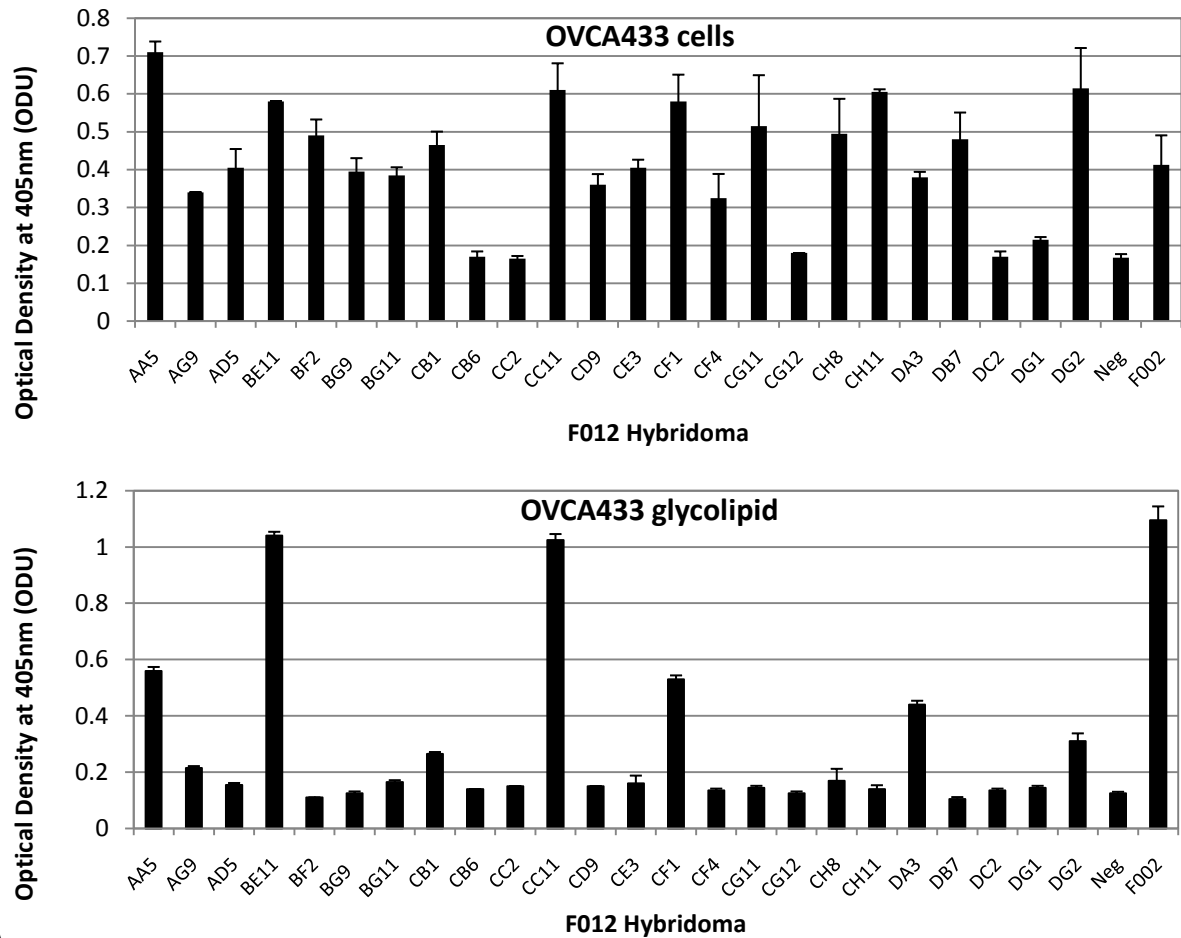 OVCA433 cells
Optical Density at 405nm (ODU)
0.8
0.7
0.6
0.5
0.4
0.3
0.2
0.1
0
AA5 AG9 AD5 BE11 BF2 BG9 BG11 CB1 CB6 CC2 CC11 CD9 CE3 CF1 CF4 CG11 CG12 CH8 CH11 DA3 DB7 DC2 DG1 DG2 Neg F002
F012 Hybridoma
OVCA433 glycolipid
Optical Density at 405nm (ODU)
1.2
1
0.8
0.6
0.4
0.2
0
AA5 AG9 AD5 BE11 BF2 BG9 BG11 CB1 CB6 CC2 CC11 CD9 CE3 CF1 CF4 CG11 CG12 CH8 CH11 DA3 DB7 DC2 DG1 DG2 Neg F002
F012 Hybridoma